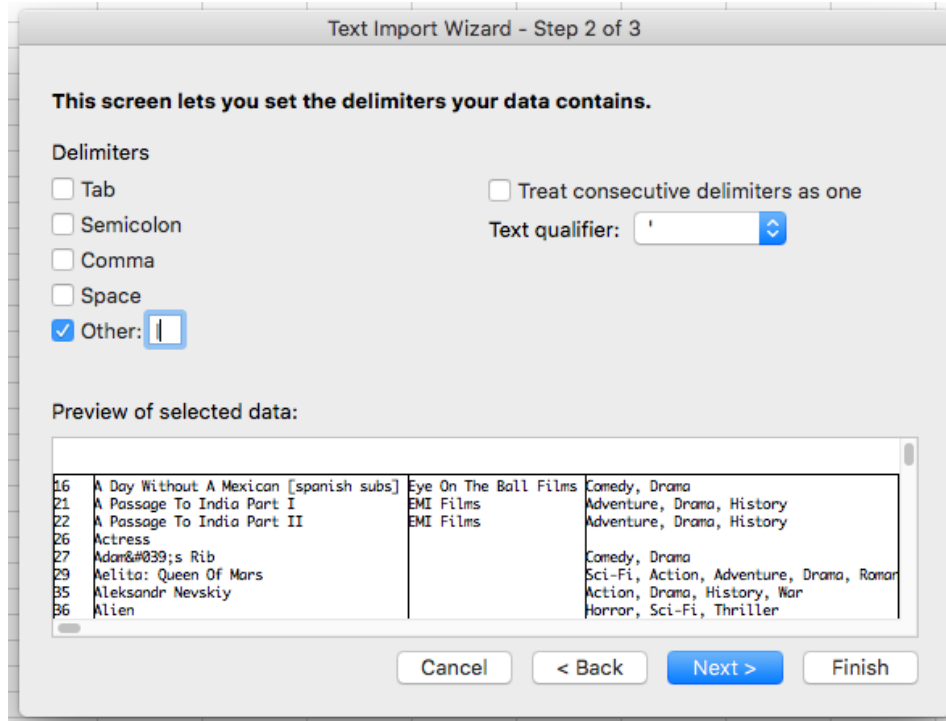 Text Import Wizard - Step 2 of 3
This screen lets you set the delimiters your data contains.
Delimiters
Tab
Treat consecutive delimiters as one
Semicolon
Text qualifier: '
Comma
Space
Other: |
Preview of selected data:
16 A Day Without A Mexican [spanish subs] Eye On The Ball Films Comedy, Drama
21 A Passage To India Part I EMI Films Adventure, Drama, History
22 A Passage To India Part II EMI Films Adventure, Drama, History
26 Actress
27 Adam&#039;s Rib Comedy, Drama
29 Aelita: Queen Of Mars Sci-Fi, Action, Adventure, Drama, Roman
35 Aleksandr Nevskiy Action, Drama, History, War
36 Alien Horror, Sci-Fi, Thriller
Cancel < Back Next > Finish